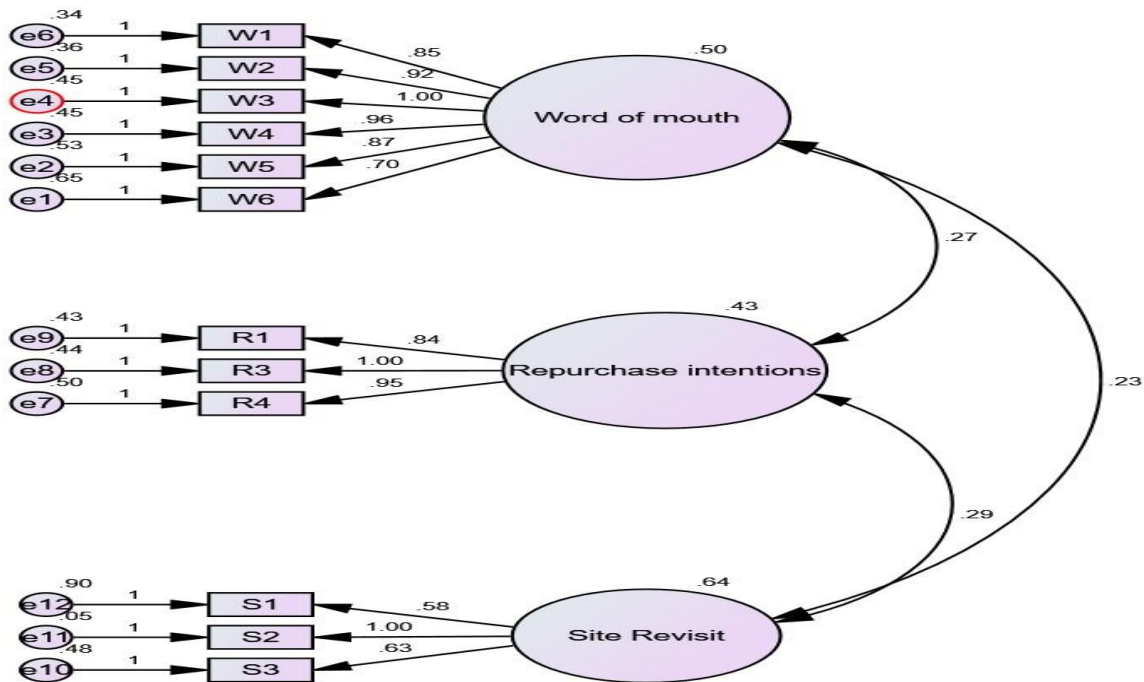 .34
e6 1 W1
.85
.50
.36
e5 1 W2
.92
.45
e4 1 W3
1.00
Word of mouth
.45
e3 1 W4
.96
.53
e2 1 W5
.87
.65
e1 1 W6
.70
.27
.43
.43
e9 1 R1
.84
.44
e8 1 R3
1.00
Repurchase intentions
.50
e7 1 R4
.95
.23
.29
.64
.90
e12 1 S1
.58
.05
e11 1 S2
1.00
Site Revisit
.48
e10 1 S3
.63